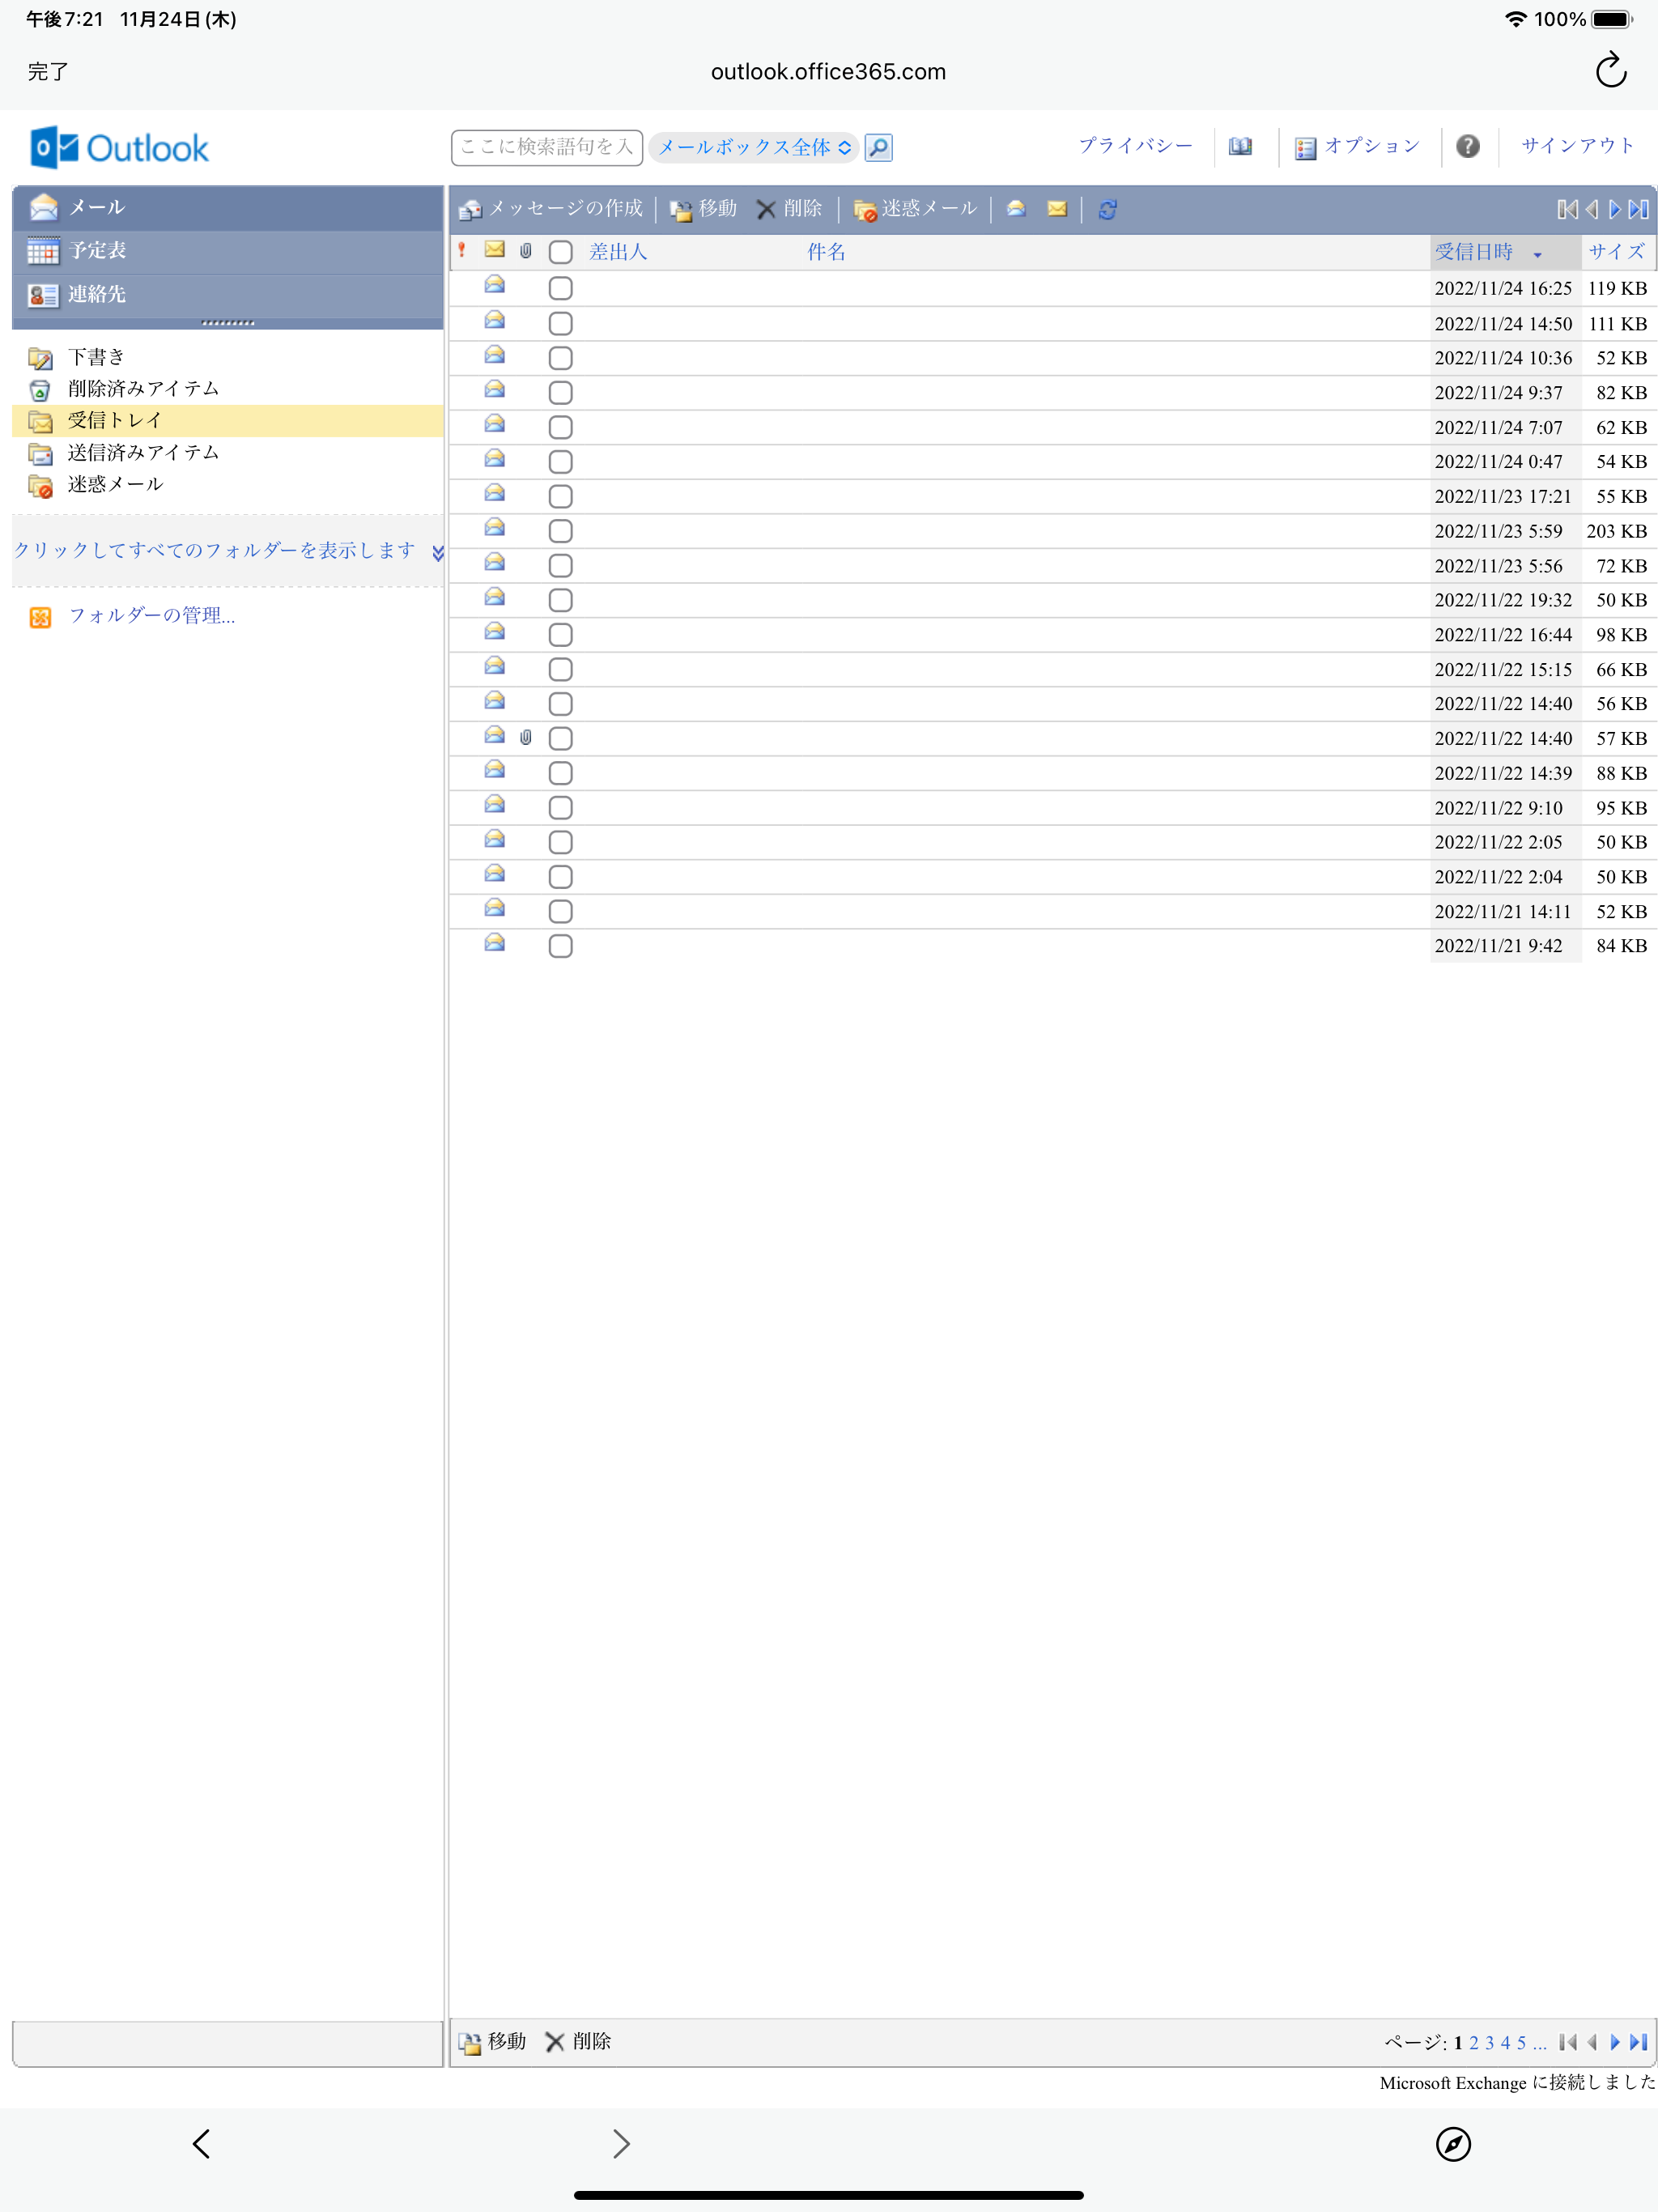 午後7:21 11月24日(木) 100%
完了 outlook.office365.com
Outlook ここに検索語句を入 メールボックス全体 プライバシー オプション サインアウト
メール
予定表
連絡先
下書き
削除済みアイテム
受信トレイ
送信済みアイテム
迷惑メール
クリックしてすべてのフォルダーを表示します
フォルダーの管理...
メッセージの作成 移動 削除 迷惑メール
差出人 件名 受信日時 サイズ
2022/11/24 16:25 119 KB
2022/11/24 14:50 111 KB
2022/11/24 10:36 52 KB
2022/11/24 9:37 82 KB
2022/11/24 7:07 62 KB
2022/11/24 0:47 54 KB
2022/11/23 17:21 55 KB
2022/11/23 5:59 203 KB
2022/11/23 5:56 72 KB
2022/11/22 19:32 50 KB
2022/11/22 16:44 98 KB
2022/11/22 15:15 66 KB
2022/11/22 14:40 56 KB
2022/11/22 14:40 57 KB
2022/11/22 14:39 88 KB
2022/11/22 9:10 95 KB
2022/11/22 2:05 50 KB
2022/11/22 2:04 50 KB
2022/11/21 14:11 52 KB
2022/11/21 9:42 84 KB
移動 削除 ページ: 1 2 3 4 5 ...
Microsoft Exchange に接続しました